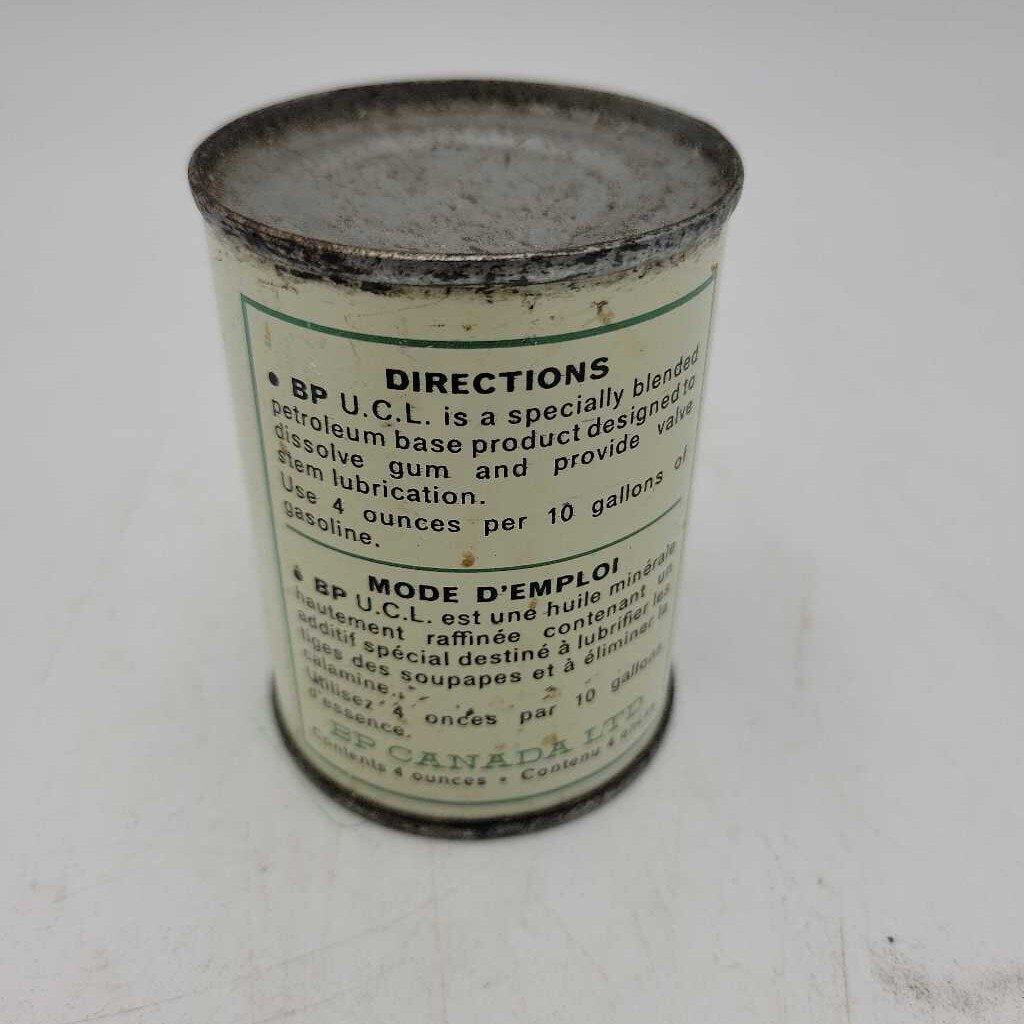 DIRECTIONS
• BP U.C.L. is a specially blended
petroleum base product designed to
dissolve gum and provide valve
stem lubrication.
Use 4 ounces per 10 gallons of
gasoline.
MODE D'EMPLOI
• BP U.C.L. est une huile minérale
hautement raffinée contenant un
additif spécial destiné à lubrifier les
tiges des soupapes et à éliminer la
calamine.
Utilisez 4 onces par 10 gallons
d'essence.
BP CANADA LTD.
Contents 4 ounces • Contenu 4 onces